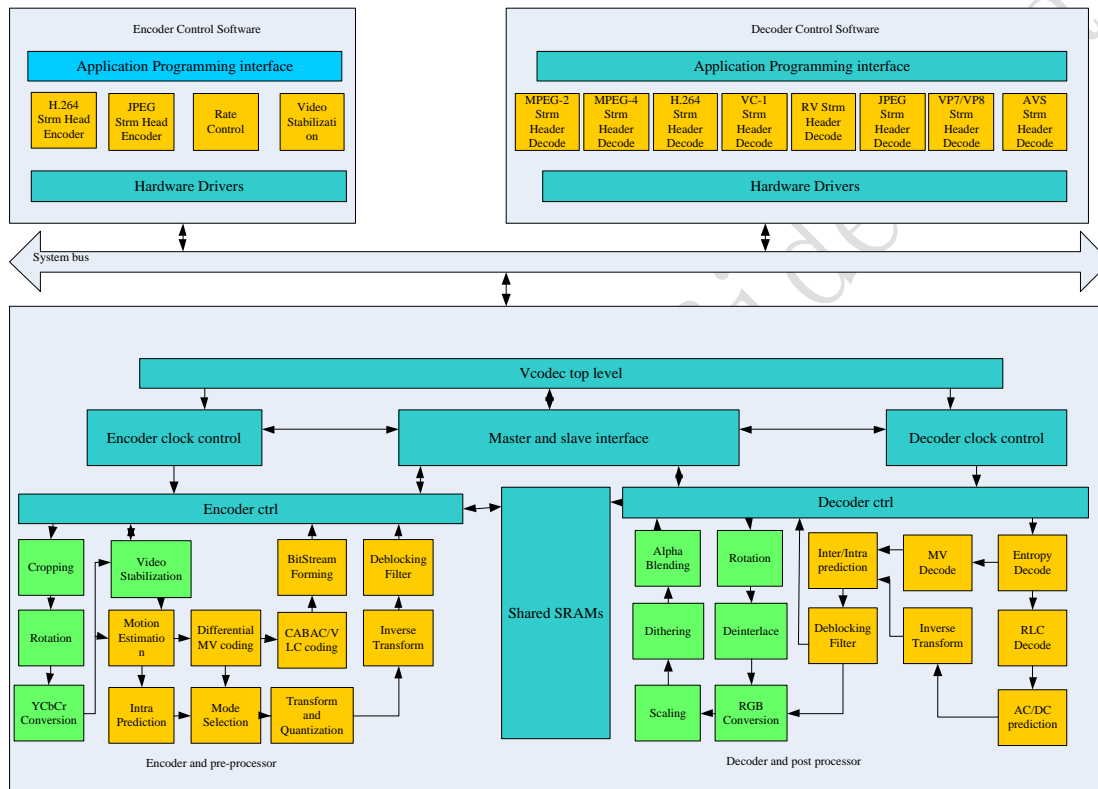 Encoder Control Software
Application Programming interface
H.264
Strm Head
Encoder
JPEG
Strm Head
Encoder
Rate
Control
Video
Stabilizati
on
Hardware Drivers
Decoder Control Software
Application Programming interface
MPEG-2
Strm
Header
Decode
MPEG-4
Strm
Header
Decode
H.264
Strm
Header
Decode
VC-1
Strm
Header
Decode
RV Strm
Header
Decode
JPEG
Strm
Header
Decode
VP7/VP8
Strm
Header
Decode
AVS
Strm
Header
Decode
Hardware Drivers
System bus
Vcodec top level
Encoder clock control
Master and slave interface
Decoder clock control
Encoder ctrl
Shared SRAMs
Decoder ctrl
Cropping
Video
Stabilization
BitStream
Forming
Deblocking
Filter
Rotation
Motion
Estimatio
n
Differential
MV coding
CABAC/V
LC coding
Inverse
Transform
YCbCr
Conversion
Intra
Prediction
Mode
Selection
Transform
and
Quantization
Encoder and pre-processor
Alpha
Blending
Rotation
Inter/Intra
prediction
MV
Decode
Entropy
Decode
Dithering
Deinterlace
Deblocking
Filter
Inverse
Transform
RLC
Decode
Scaling
RGB
Conversion
AC/DC
prediction
Decoder and post processor